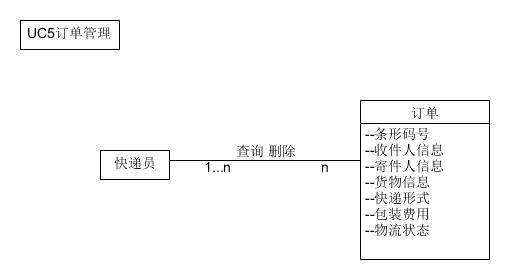 UC5订单管理
订单
--条形码号
查询 删除
--收件人信息
快递员
1...n
n
--寄件人信息
--货物信息
--快递形式
--包装费用
--物流状态